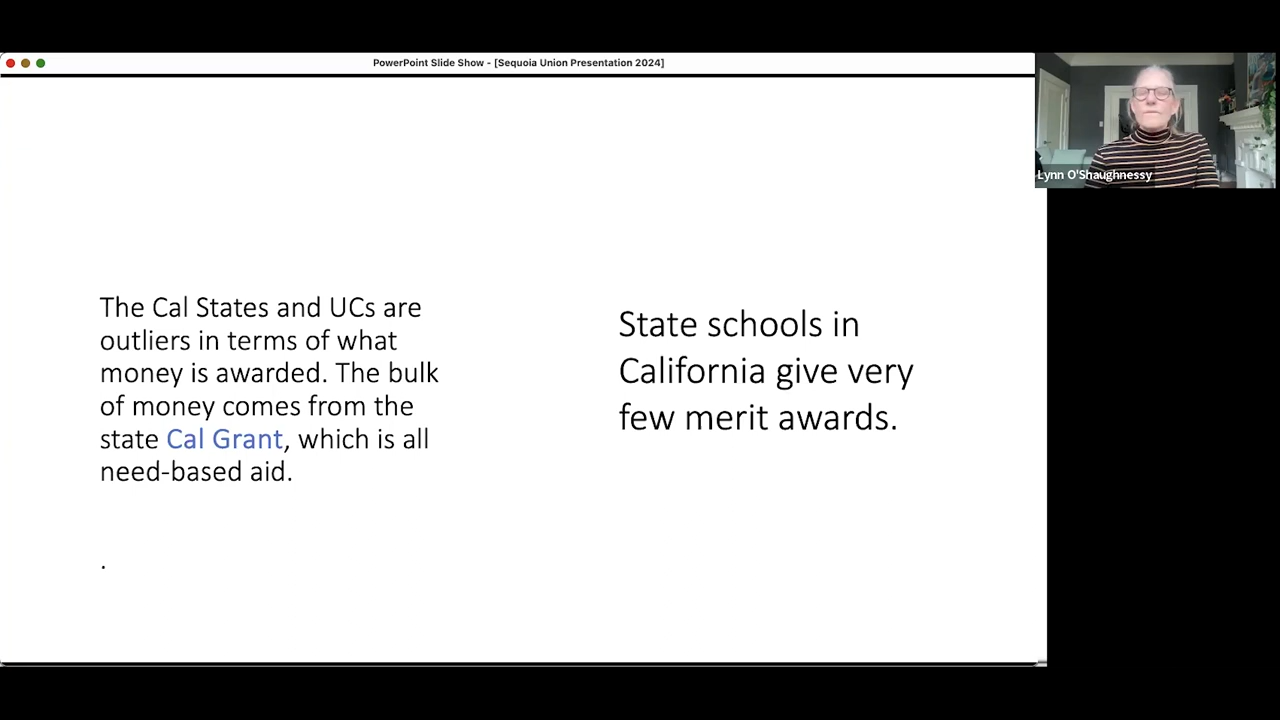 PowerPoint Slide Show - [Sequoia Union Presentation 2024]
Lynn O'Shaughnessy
The Cal States and UCs are
outliers in terms of what
money is awarded. The bulk
of money comes from the
state Cal Grant, which is all
need-based aid.
.
State schools in
California give very
few merit awards.